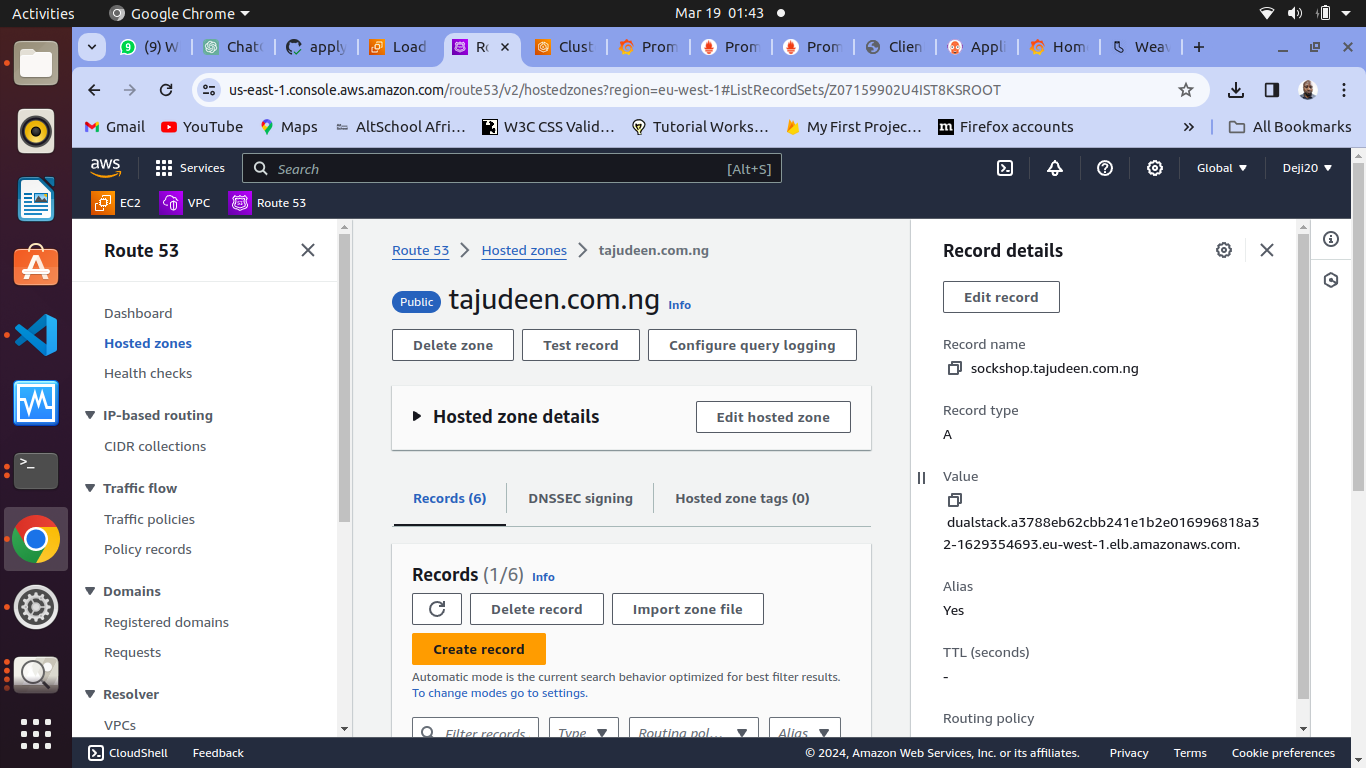 Activities
Google Chrome
Mar 19 01:43
(9) W
Chat
apply
Load
Ro
Clust
Prom
Prom
Prom
Clien
Appli
Hom
Weav
us-east-1.console.aws.amazon.com/route53/v2/hostedzones?region=eu-west-1#ListRecordSets/Z07159902U4IST8KSROOT
Gmail
YouTube
Maps
AltSchool Afri...
W3C CSS Valid...
Tutorial Works...
My First Projec...
Firefox accounts
»
All Bookmarks
aws
Services
Search
[Alt+S]
Global
Deji20
EC2
VPC
Route 53
Route 53
Dashboard
Hosted zones
Health checks
IP-based routing
CIDR collections
Traffic flow
Traffic policies
Policy records
Domains
Registered domains
Requests
Resolver
VPCs
Route 53
Hosted zones
tajudeen.com.ng
Public
tajudeen.com.ng
Info
Delete zone
Test record
Configure query logging
Hosted zone details
Edit hosted zone
Records (6)
DNSSEC signing
Hosted zone tags (0)
Records (1/6)
Info
Delete record
Import zone file
Create record
Automatic mode is the current search behavior optimized for best filter results.
To change modes go to settings.
Filter records
Type
Routing pol...
Alias
Record details
Edit record
Record name
sockshop.tajudeen.com.ng
Record type
A
Value
dualstack.a3788eb62cbb241e1b2e016996818a3
2-1629354693.eu-west-1.elb.amazonaws.com.
Alias
Yes
TTL (seconds)
-
Routing policy
CloudShell
Feedback
© 2024, Amazon Web Services, Inc. or its affiliates.
Privacy
Terms
Cookie preferences